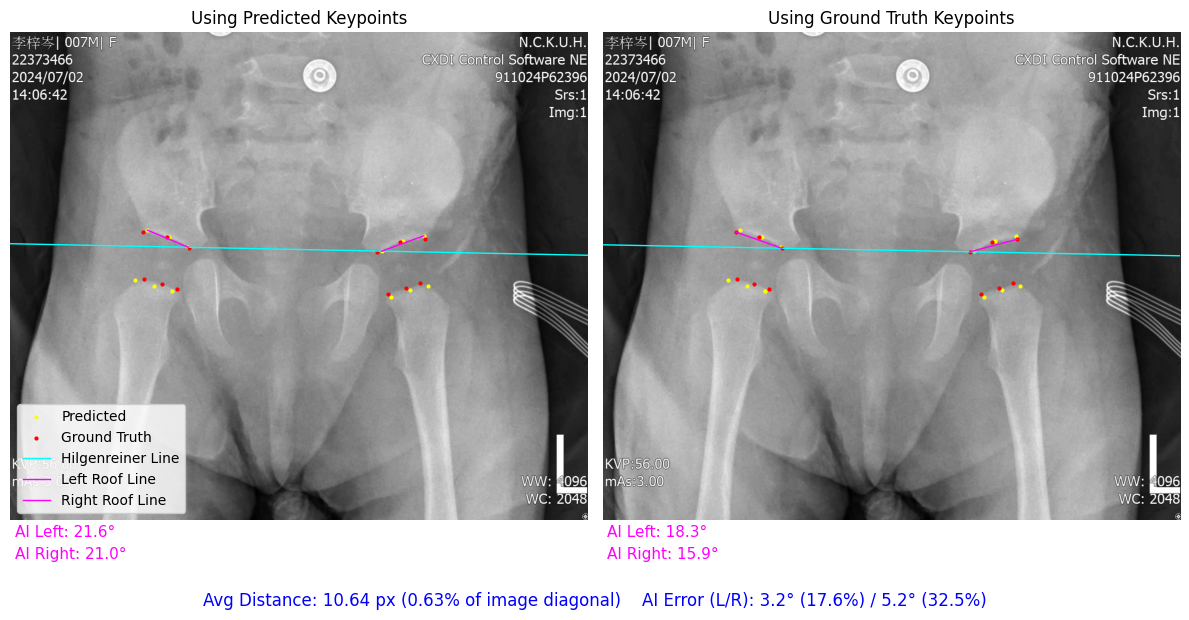 Using Predicted Keypoints
李梓岑| 007M| F
22373466
2024/07/02
14:06:42
N.C.K.U.H.
CXDI Control Software NE
911024P62396
Srs:1
Img:1
Predicted
Ground Truth
Hilgenreiner Line
Left Roof Line
Right Roof Line
WW: 4096
WC: 2048
AI Left: 21.6°
AI Right: 21.0°
Using Ground Truth Keypoints
李梓岑| 007M| F
22373466
2024/07/02
14:06:42
N.C.K.U.H.
CXDI Control Software NE
911024P62396
Srs:1
Img:1
KVP:56.00
mAs:3.00
WW: 4096
WC: 2048
AI Left: 18.3°
AI Right: 15.9°
Avg Distance: 10.64 px (0.63% of image diagonal) AI Error (L/R): 3.2° (17.6%) / 5.2° (32.5%)